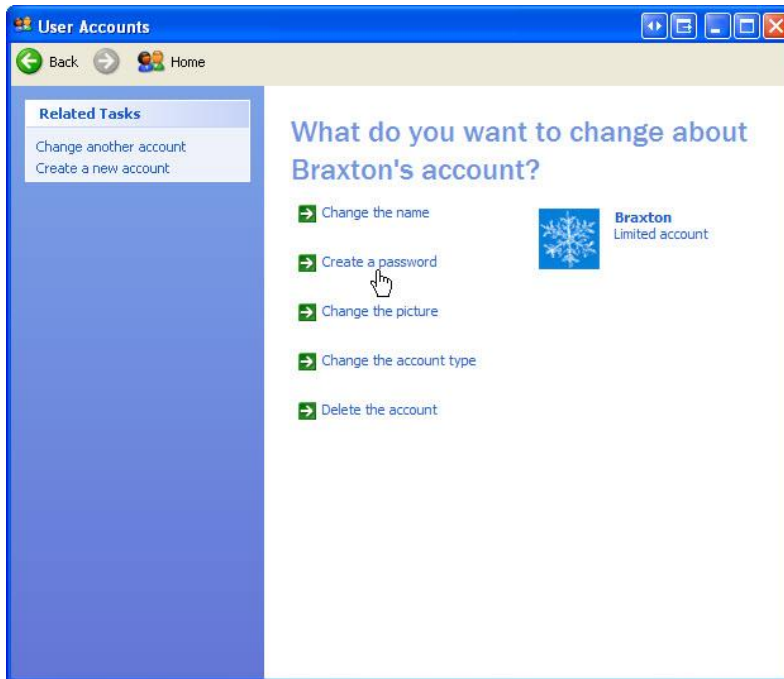 User Accounts
Back Home
Related Tasks
Change another account
Create a new account
What do you want to change about
Braxton's account?
Change the name
Create a password
Change the picture
Change the account type
Delete the account
Braxton
Limited account